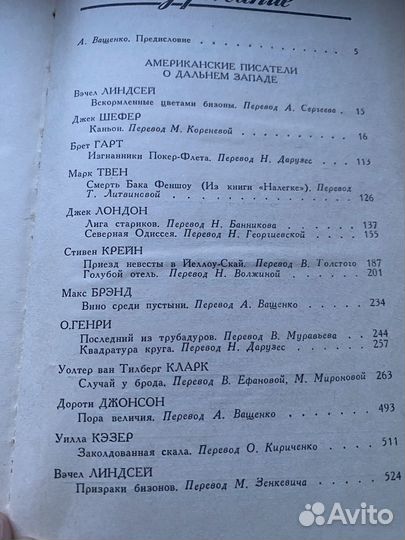 А. Ващенко. Предисловие . . . . . . . . . . . 5
АМЕРИКАНСКИЕ ПИСАТЕЛИ
О ДАЛЬНЕМ ЗАПАДЕ
Вэчел ЛИНДСЕЙ
Вскормленные цветами бизоны. Перевод А. Сергеева . 15
Джек ШЕФЕР
Каньон. Перевод М. Кореневой . . . . . . . . 16
Брет ГАРТ
Изгнанники Покер-Флета. Перевод Н. Дарузес . . . 113
Марк ТВЕН
Смерть Бака Феншоу (Из книги «Налегке»). Перевод
Т. Литвиновой . . . . . . . . . . . . . 126
Джек ЛОНДОН
Лига стариков. Перевод Н. Банникова . . . . . 137
Северная Одиссея. Перевод Н. Георгиевской . . . . 155
Стивен КРЕЙН
Приезд невесты в Йеллоу-Скай. Перевод В. Толстого 187
Голубой отель. Перевод Н. Волжиной . . . . . . 201
Макс БРЭНД
Вино среди пустыни. Перевод А. Ващенко . . . . 234
О.ГЕНРИ
Последний из трубадуров. Перевод В. Муравьева . . 244
Квадратура круга. Перевод Н. Дарузес . . . . . . 257
Уолтер ван Тилберг КЛАРК
Случай у брода. Перевод В. Ефановой, М. Мироновой 263
Дороти ДЖОНСОН
Пора величия. Перевод А. Ващенко . . . . . . . 493
Уилла КЭЗЕР
Заколдованная скала. Перевод О. Кириченко . . . . 511
Вэчел ЛИНДСЕЙ
Призраки бизонов. Перевод М. Зенкевича . . . . . 524
Avito